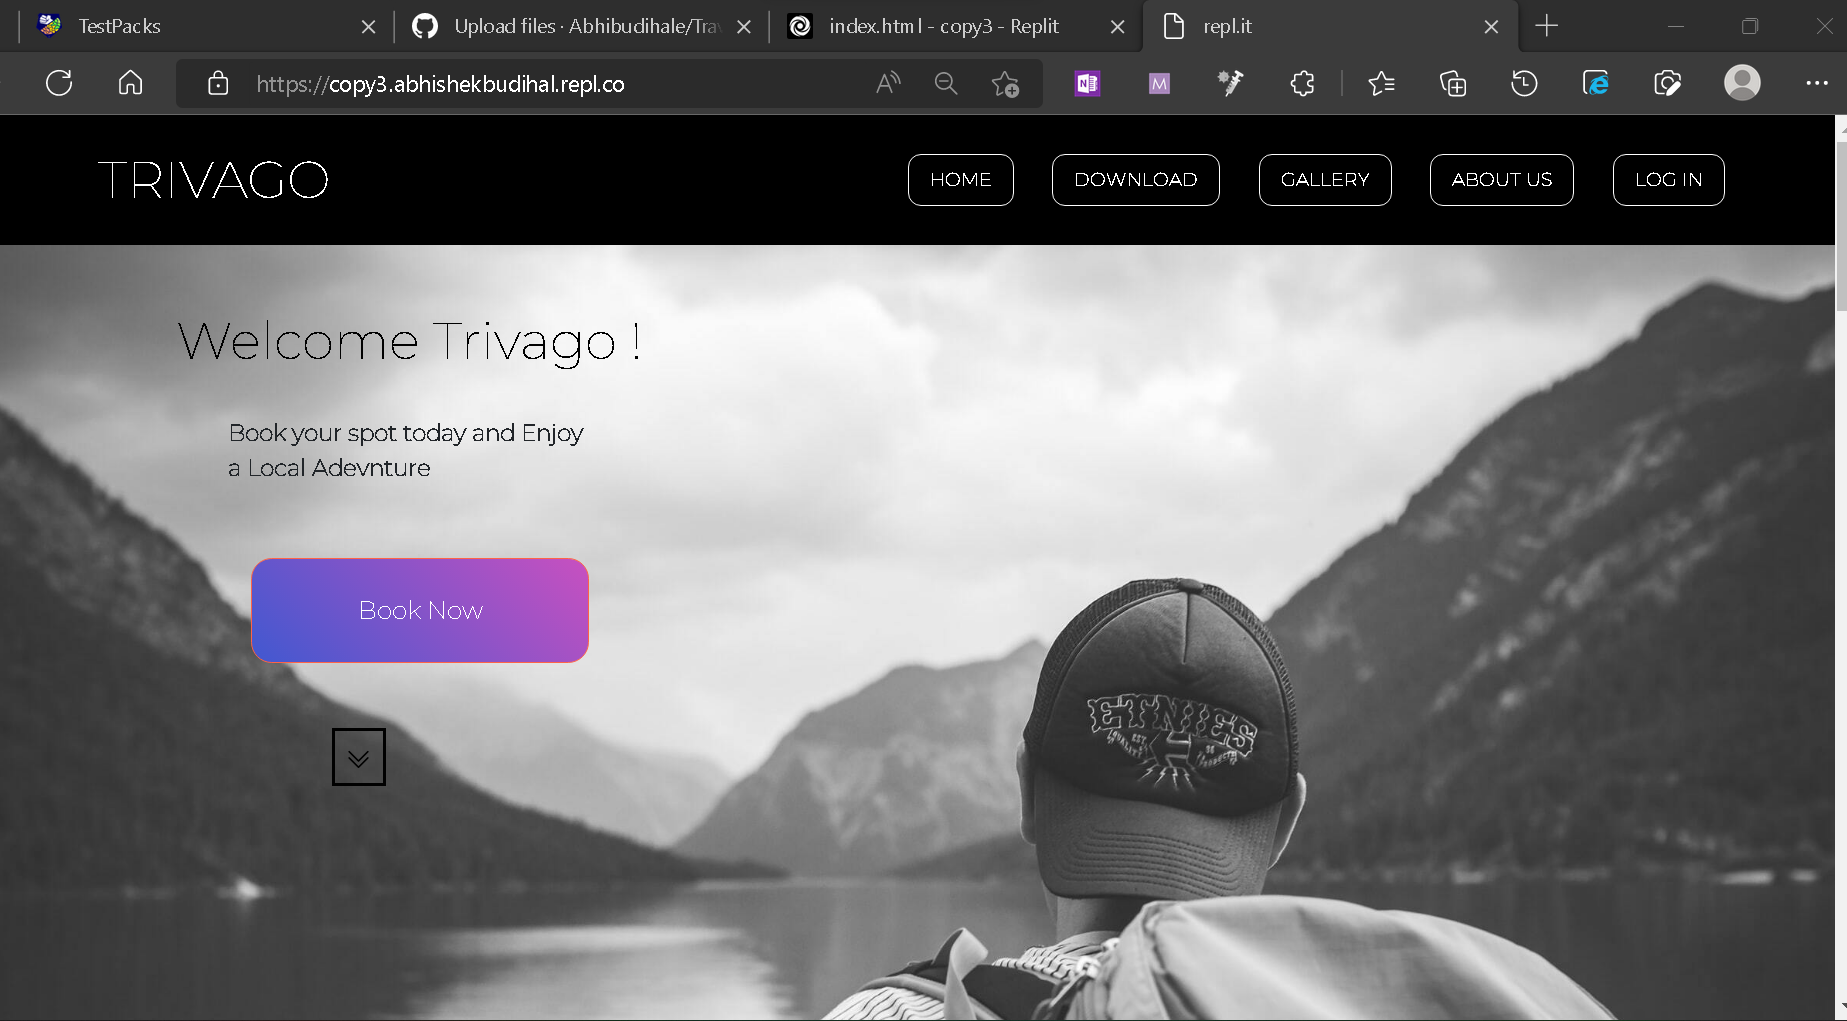 TestPacks
Upload files · Abhibudihale/Trav
index.html - copy3 - Replit
repl.it
https://copy3.abhishekbudihal.repl.co
TRIVAGO
HOME
DOWNLOAD
GALLERY
ABOUT US
LOG IN
Welcome Trivago !
Book your spot today and Enjoy
a Local Adevnture
Book Now
ETNIES